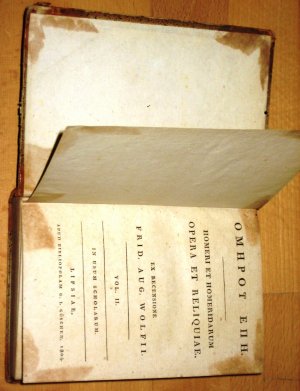 ΟΜΗΡΟΥ ΕΠΗ.
HOMERI ET HOMERIDARUM
OPERA ET RELIQUIAE.
EX RECENSIONE
FRID. AUG. WOLFII.
VOL. II.
IN USUM SCHOLARUM.
LIPSIAE,
APUD BIBLIOPOLAM GÖSCHEN.